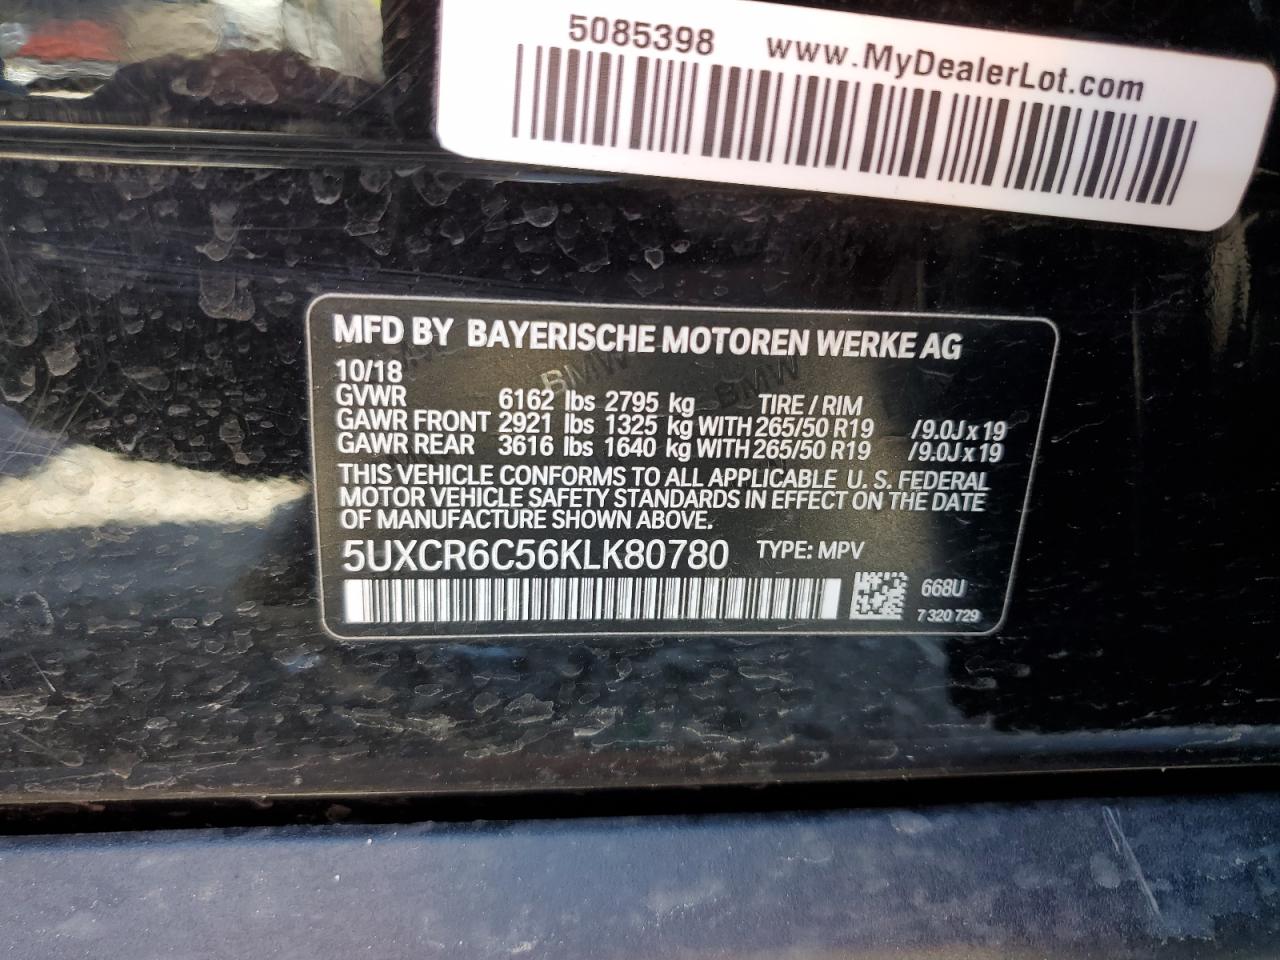 5085398 www.MyDealerLot.com
MFD BY BAYERISCHE MOTOREN WERKE AG
10/18
GVWR 6162 lbs 2795 kg TIRE / RIM
GAWR FRONT 2921 lbs 1325 kg WITH 265/50 R19 /9.0J x 19
GAWR REAR 3616 lbs 1640 kg WITH 265/50 R19 /9.0J x 19
THIS VEHICLE CONFORMS TO ALL APPLICABLE U. S. FEDERAL
MOTOR VEHICLE SAFETY STANDARDS IN EFFECT ON THE DATE
OF MANUFACTURE SHOWN ABOVE.
5UXCR6C56KLK80780 TYPE: MPV
668U
7 320 729
BMW BMW